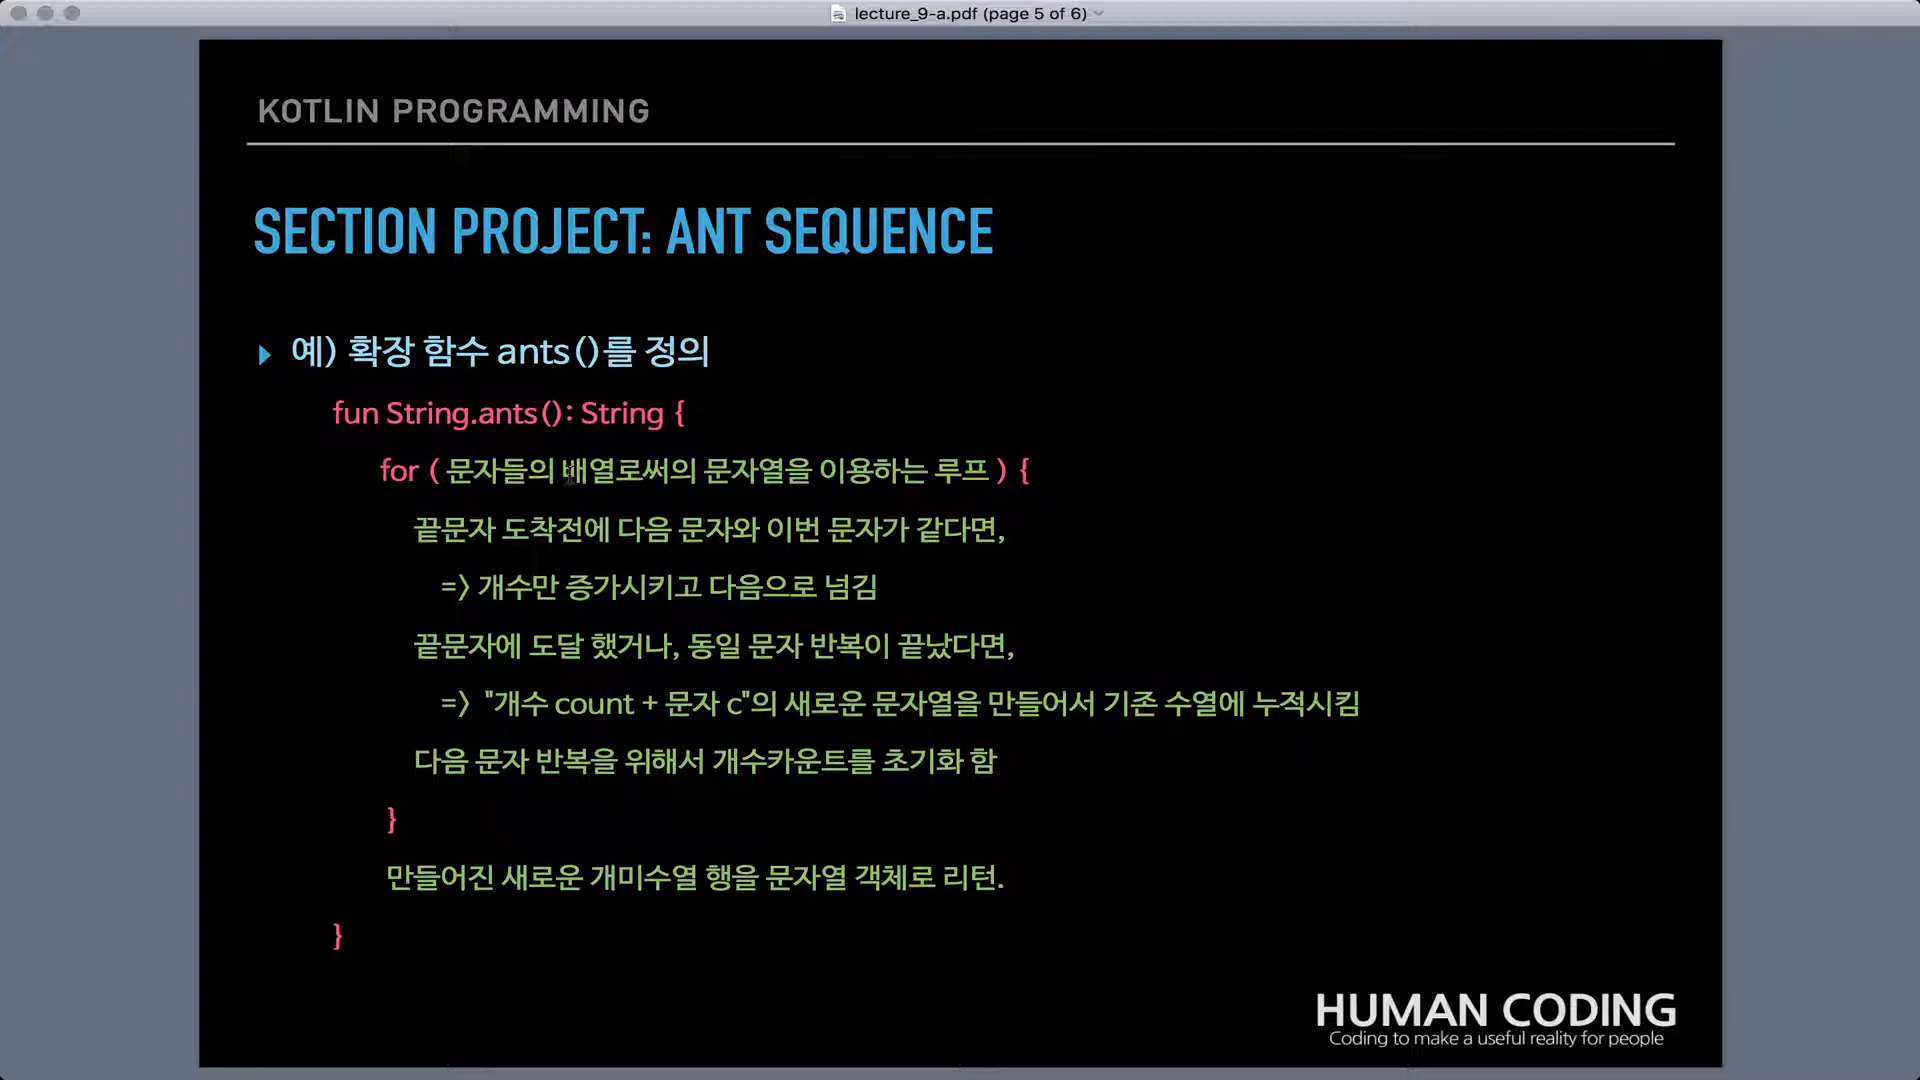 lecture_9-a.pdf (page 5 of 6)
KOTLIN PROGRAMMING
SECTION PROJECT: ANT SEQUENCE
예) 확장 함수 ants()를 정의
fun String.ants(): String {
for ( 문자들의 배열로써의 문자열을 이용하는 루프 ) {
끝문자 도착전에 다음 문자와 이번 문자가 같다면,
=> 개수만 증가시키고 다음으로 넘김
끝문자에 도달 했거나, 동일 문자 반복이 끝났다면,
=> "개수 count + 문자 c"의 새로운 문자열을 만들어서 기존 수열에 누적시킴
다음 문자 반복을 위해서 개수카운트를 초기화 함
}
만들어진 새로운 개미수열 행을 문자열 객체로 리턴.
}
HUMAN CODING
Coding to make a useful reality for people